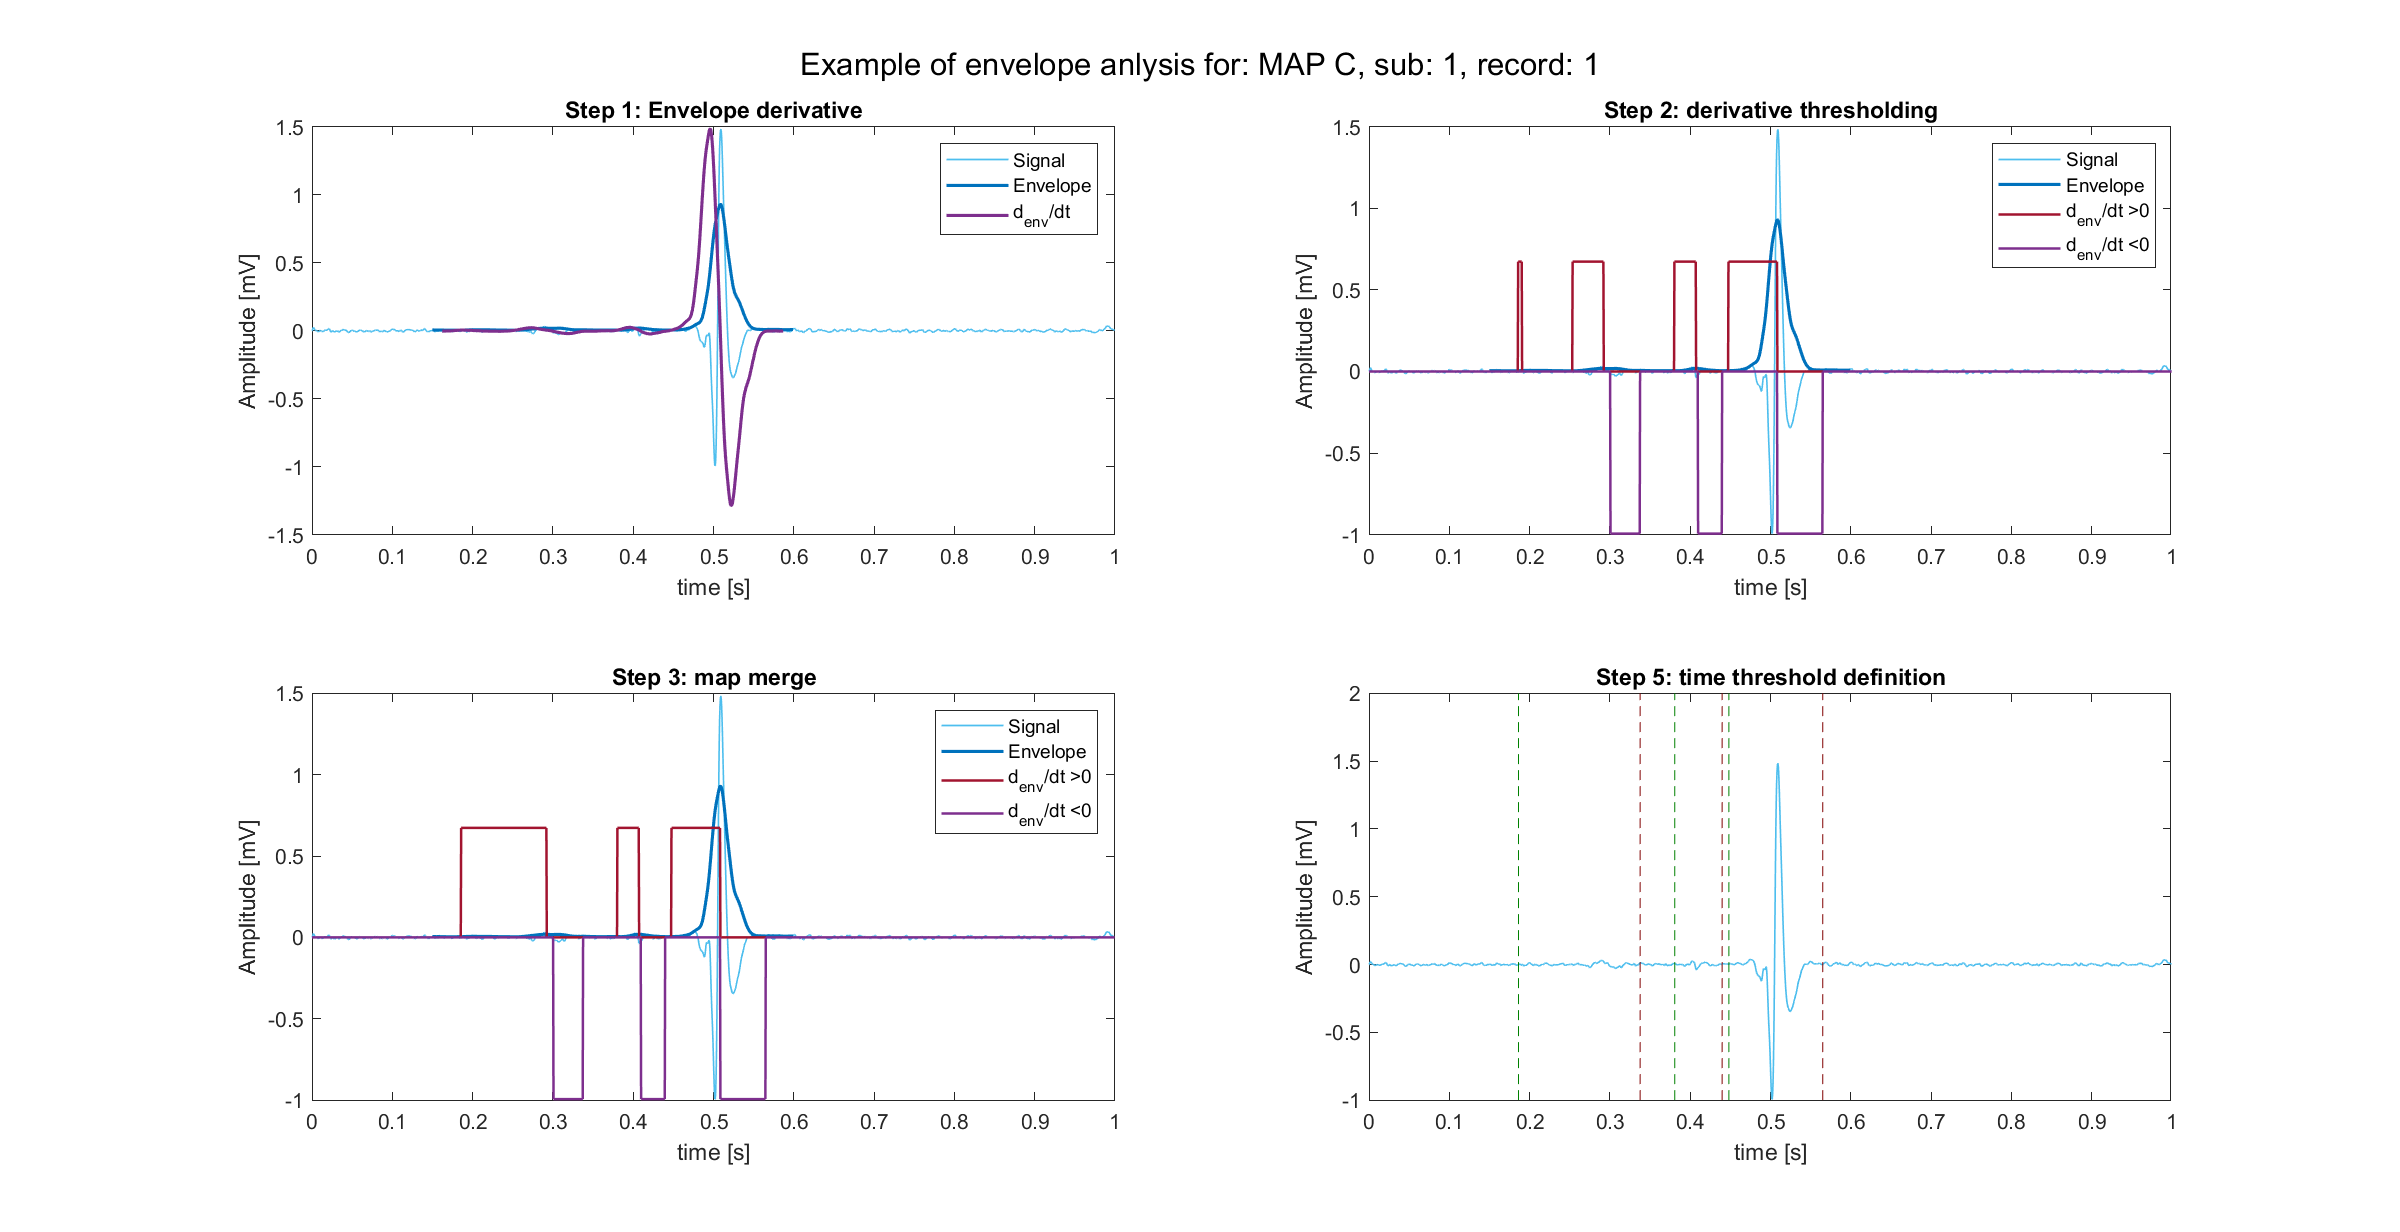 Example of envelope anlysis for: MAP C, sub: 1, record: 1
Step 1: Envelope derivative
1.5
1
0.5
0
-0.5
-1
-1.5
Amplitude [mV]
0 0.1 0.2 0.3 0.4 0.5 0.6 0.7 0.8 0.9 1
time [s]
Signal
Envelope
d_env/dt
Step 2: derivative thresholding
1.5
1
0.5
0
-0.5
-1
Amplitude [mV]
0 0.1 0.2 0.3 0.4 0.5 0.6 0.7 0.8 0.9 1
time [s]
Signal
Envelope
d_env/dt >0
d_env/dt <0
Step 3: map merge
1.5
1
0.5
0
-0.5
-1
Amplitude [mV]
0 0.1 0.2 0.3 0.4 0.5 0.6 0.7 0.8 0.9 1
time [s]
Signal
Envelope
d_env/dt >0
d_env/dt <0
Step 5: time threshold definition
2
1.5
1
0.5
0
-0.5
-1
Amplitude [mV]
0 0.1 0.2 0.3 0.4 0.5 0.6 0.7 0.8 0.9 1
time [s]